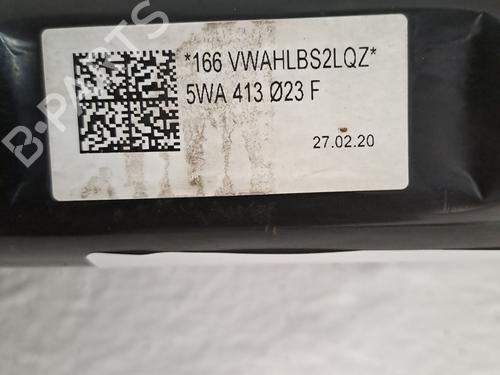 *166 VWAHLBS2LQZ*
5WA 413 Ø23 F
27.02.20
B-PARTS